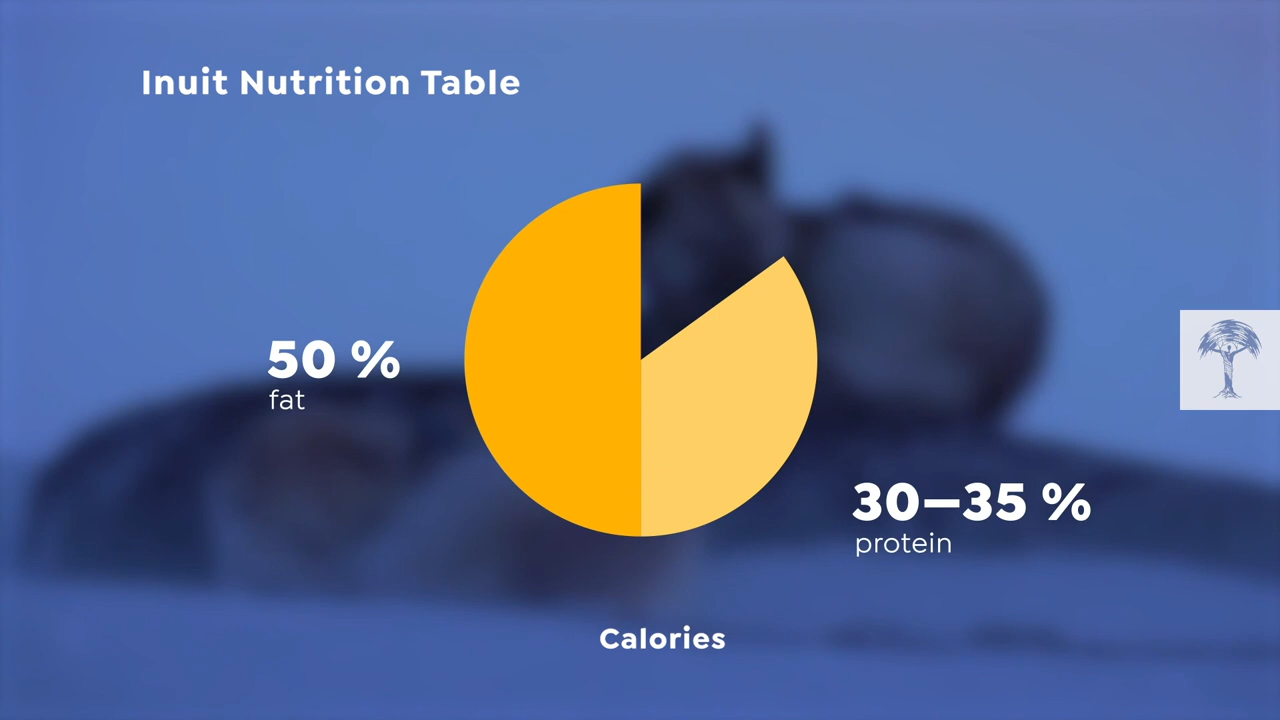 Inuit Nutrition Table
50 %
fat
30–35 %
protein
Calories